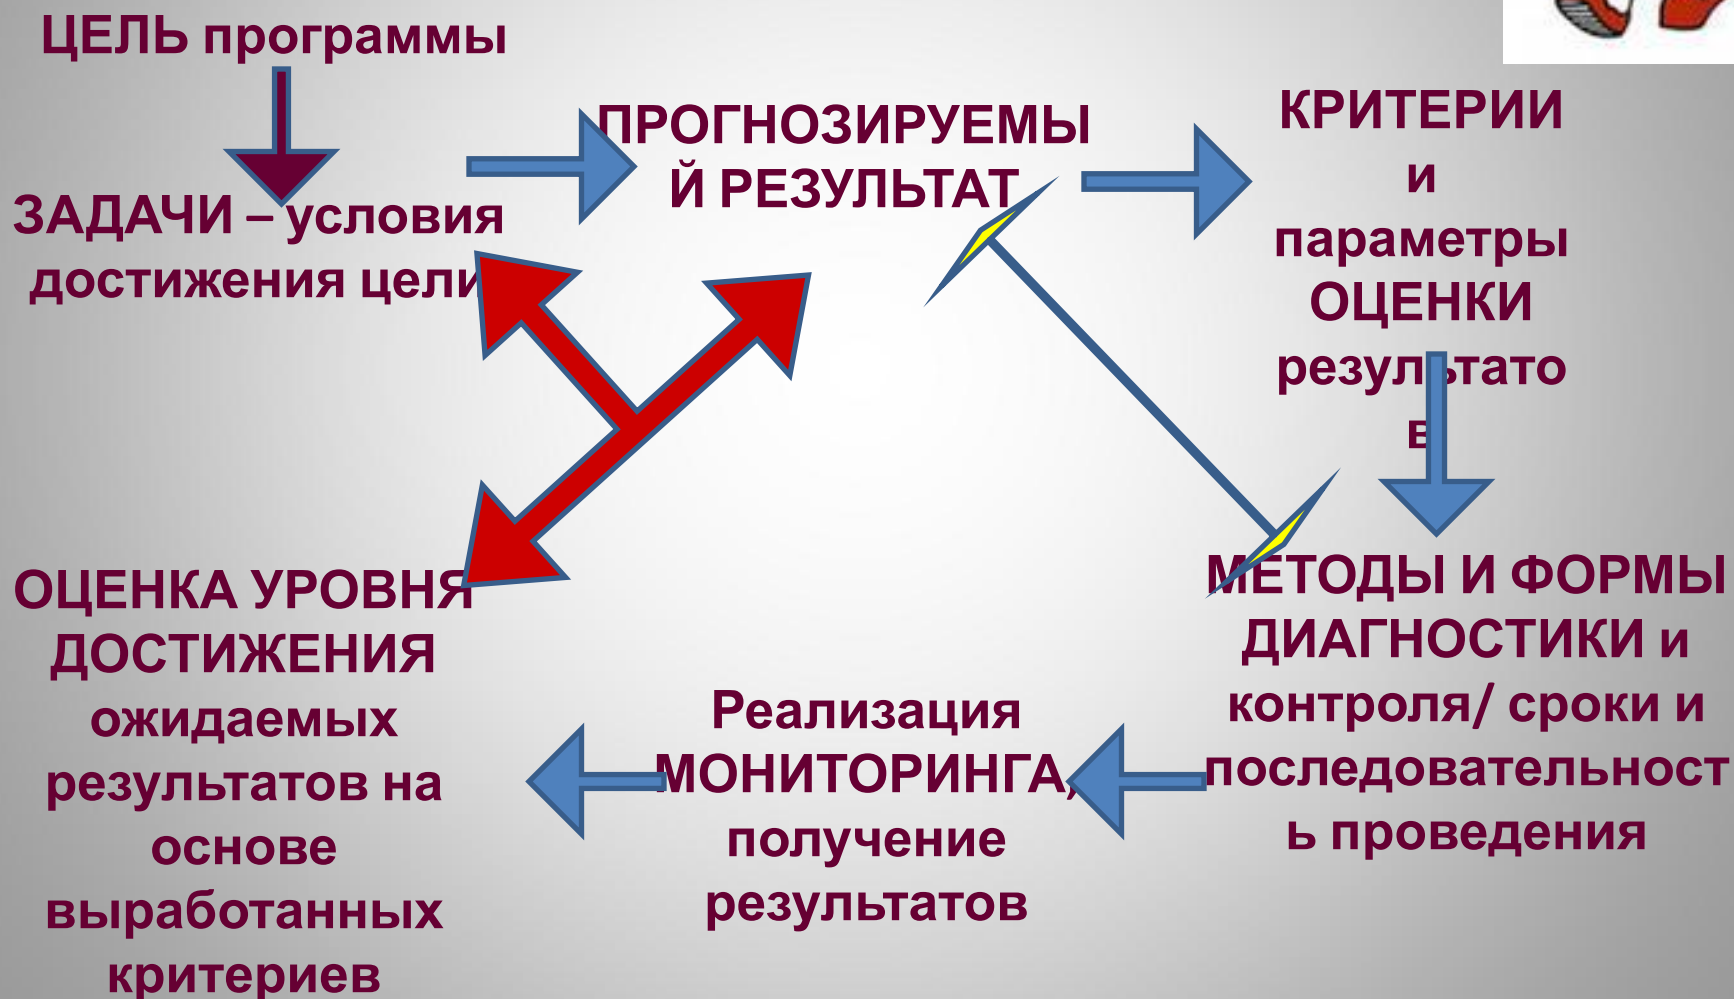 ЦЕЛЬ программы
ЗАДАЧИ – условия
достижения цели
ПРОГНОЗИРУЕМЫ
Й РЕЗУЛЬТАТ
КРИТЕРИИ
и
параметры
ОЦЕНКИ
результато
в
МЕТОДЫ И ФОРМЫ
ДИАГНОСТИКИ и
контроля/ сроки и
последовательност
ь проведения
Реализация
МОНИТОРИНГА,
получение
результатов
ОЦЕНКА УРОВНЯ
ДОСТИЖЕНИЯ
ожидаемых
результатов на
основе
выработанных
критериев